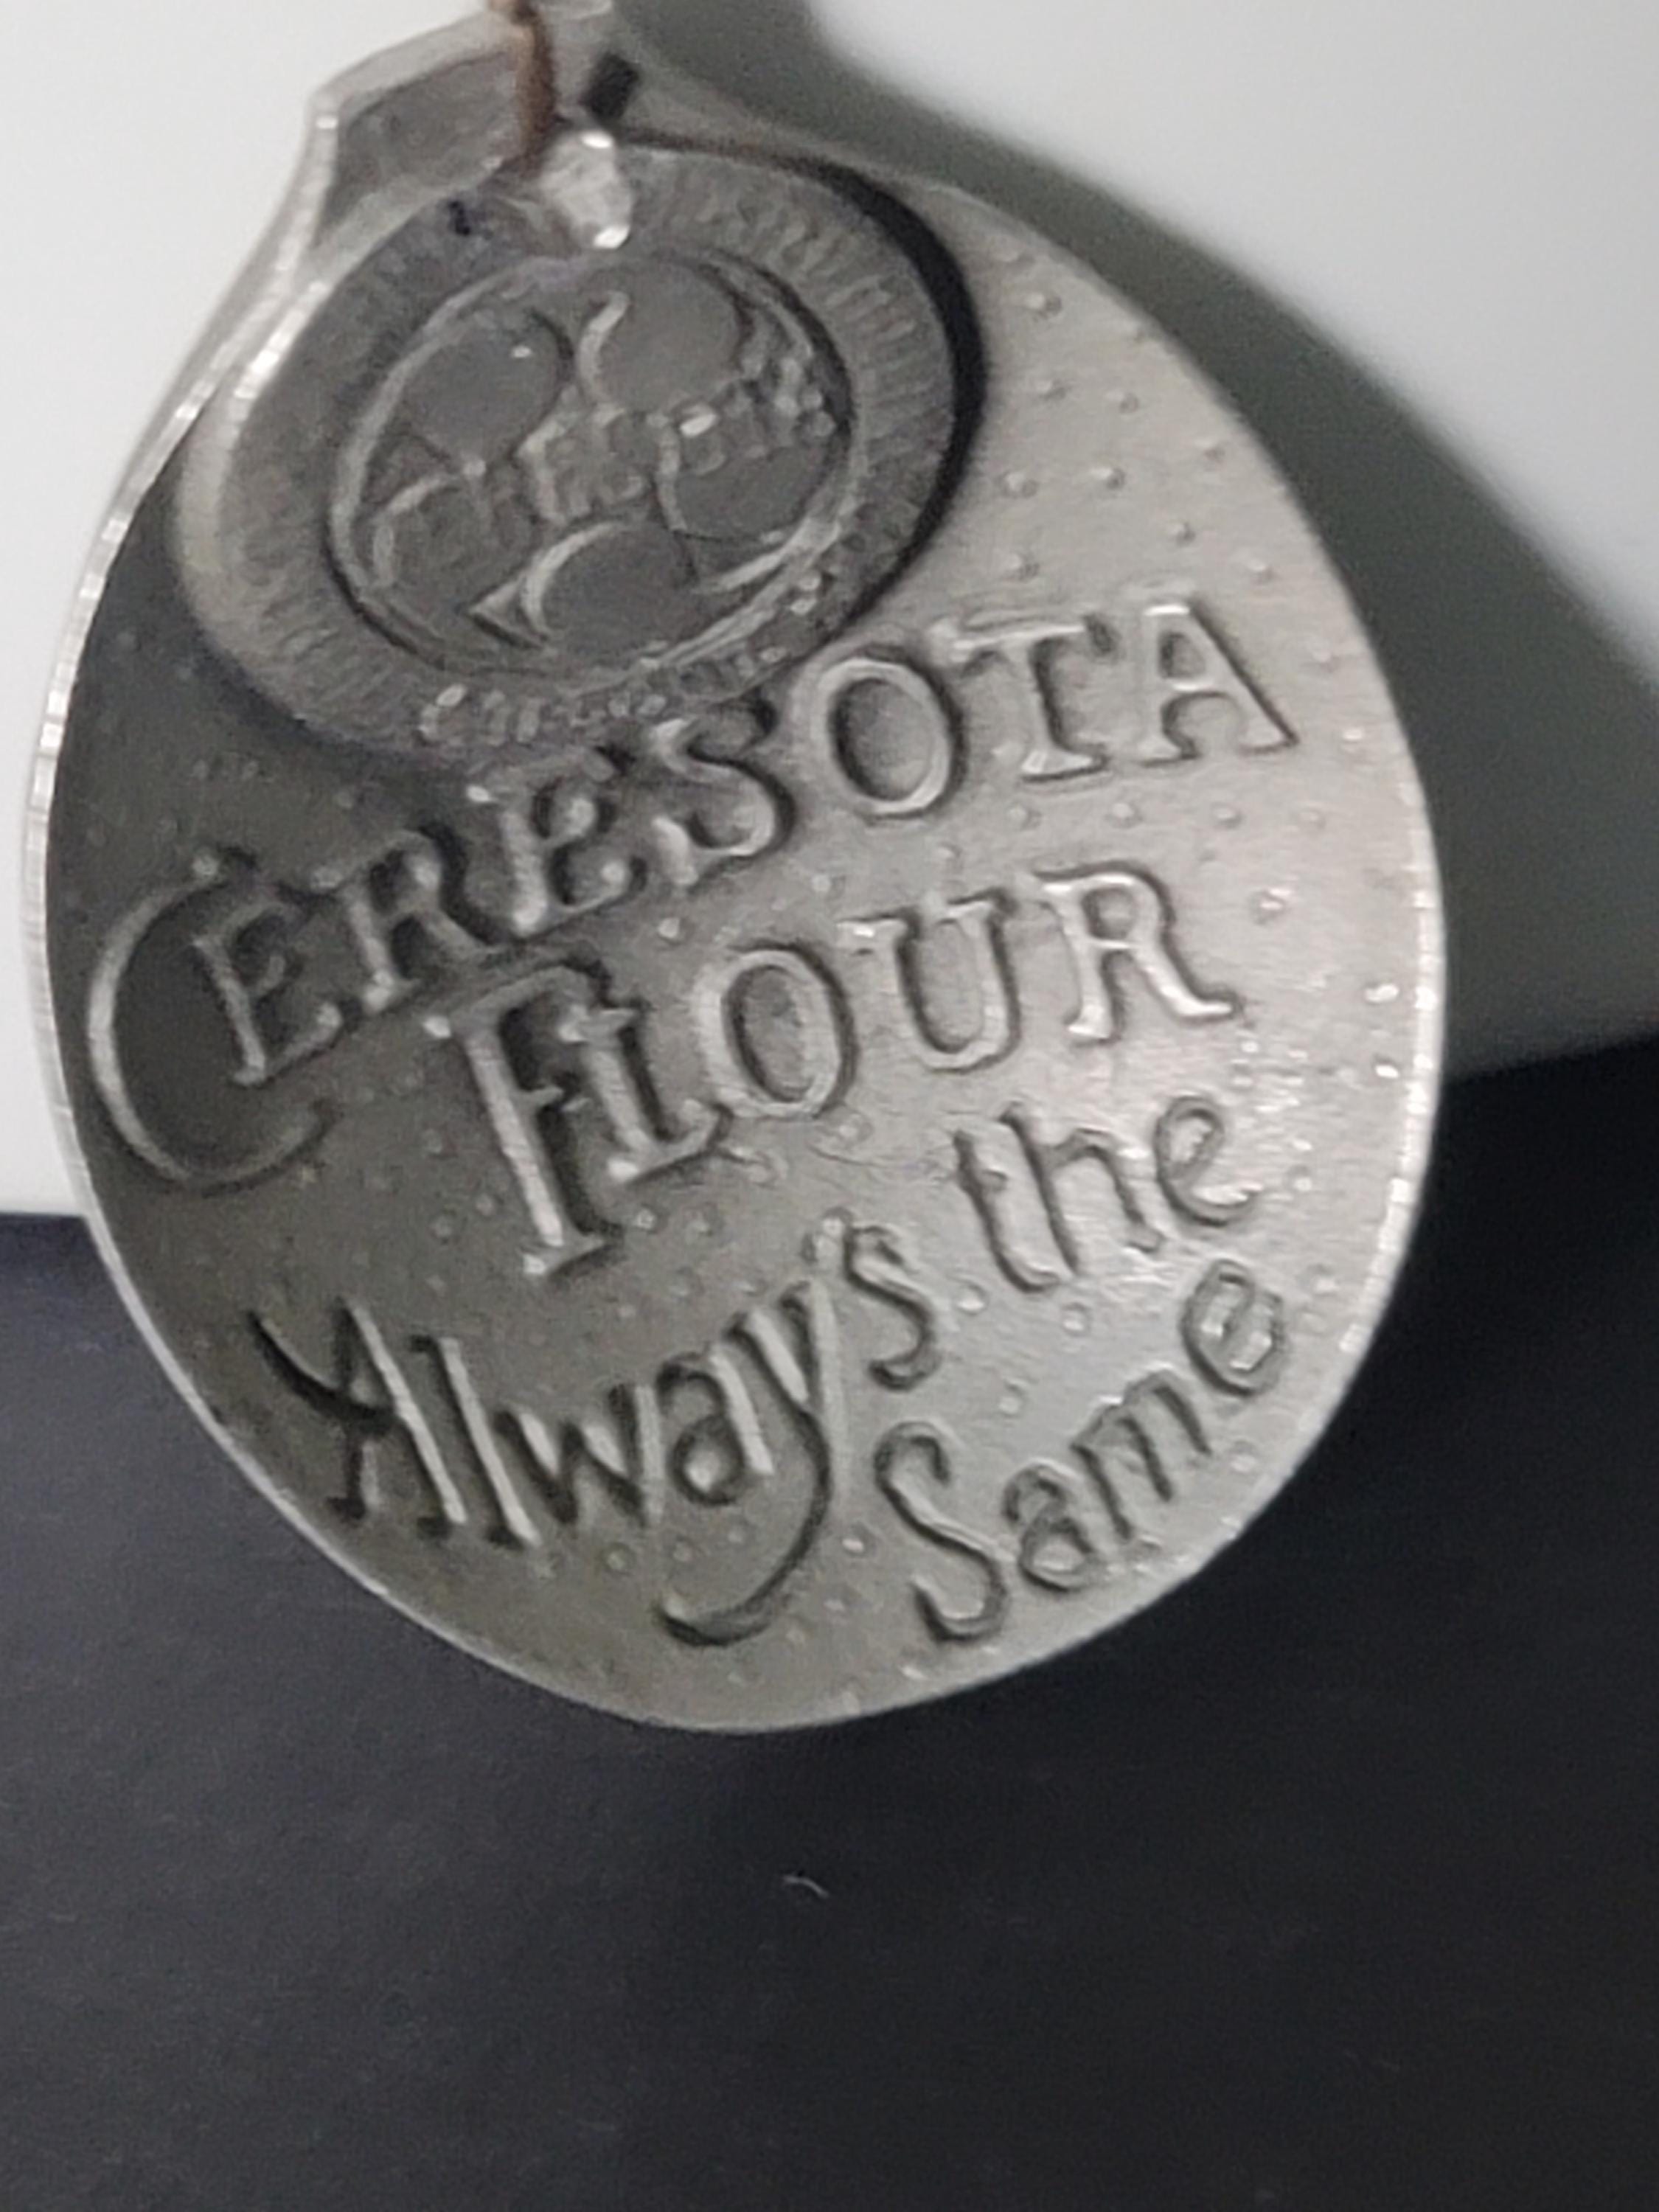 CERESOTA
FLOUR
Always the
Same